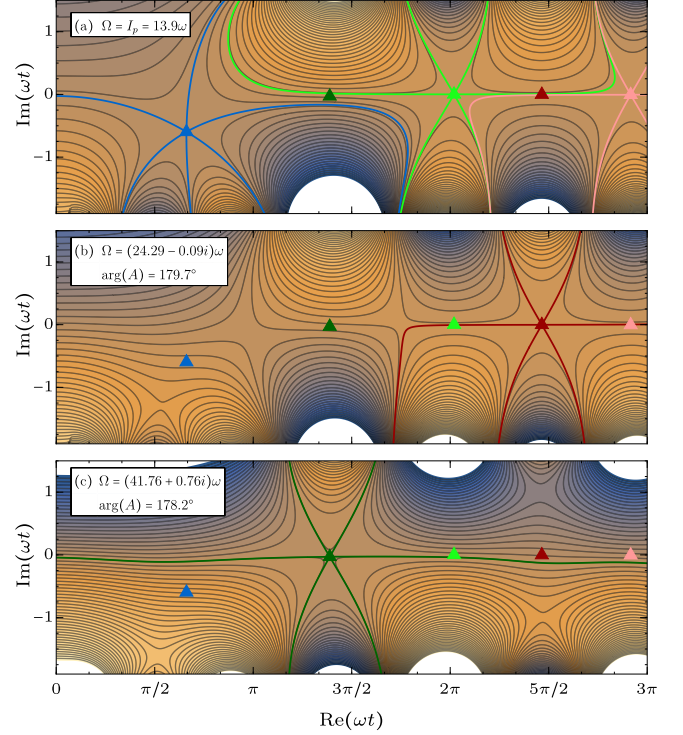 (a) Ω = I_p = 13.9ω
1
0
−1
Im(ωt)
(b) Ω = (24.29 − 0.09i)ω
arg(A) = 179.7°
1
0
−1
Im(ωt)
(c) Ω = (41.76 + 0.76i)ω
arg(A) = 178.2°
1
0
−1
Im(ωt)
0 π/2 π 3π/2 2π 5π/2 3π
Re(ωt)